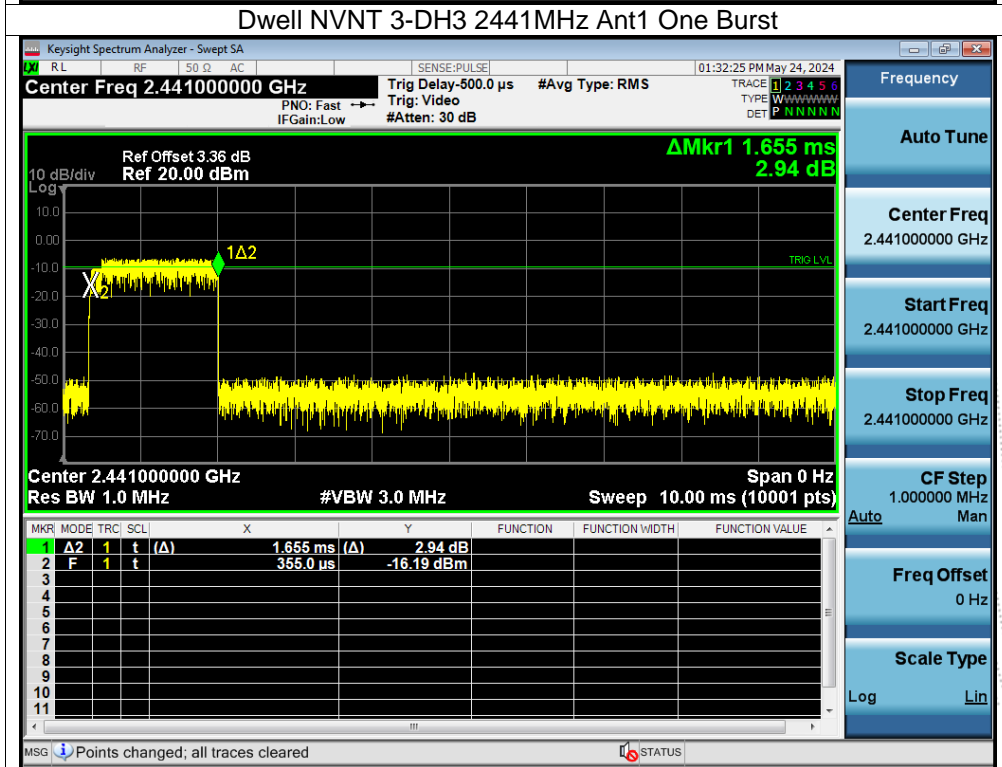 Dwell NVNT 3-DH3 2441MHz Ant1 One Burst
Keysight Spectrum Analyzer - Swept SA
LXI RL RF 50 Ω AC SENSE:PULSE 01:32:25 PM May 24, 2024
Center Freq 2.441000000 GHz Trig Delay-500.0 µs #Avg Type: RMS TRACE 1 2 3 4 5 6
PNO: Fast Trig: Video TYPE WWWWWW
IFGain:Low #Atten: 30 dB DET P N N N N N
Frequency
Auto Tune
Center Freq
2.441000000 GHz
Start Freq
2.441000000 GHz
Stop Freq
2.441000000 GHz
CF Step
1.000000 MHz
Auto Man
Freq Offset
0 Hz
Scale Type
Log Lin
ΔMkr1 1.655 ms
2.94 dB
Ref Offset 3.36 dB
10 dB/div Ref 20.00 dBm
Log
10.0
0.00
-10.0
-20.0
-30.0
-40.0
-50.0
-60.0
-70.0
1Δ2
TRIG LVL
X2
Center 2.441000000 GHz Span 0 Hz
Res BW 1.0 MHz #VBW 3.0 MHz Sweep 10.00 ms (10001 pts)
MKR MODE TRC SCL X Y FUNCTION FUNCTION WIDTH FUNCTION VALUE
1 Δ2 1 t (Δ) 1.655 ms (Δ) 2.94 dB
2 F 1 t 355.0 µs -16.19 dBm
3
4
5
6
7
8
9
10
11
MSG Points changed; all traces cleared STATUS